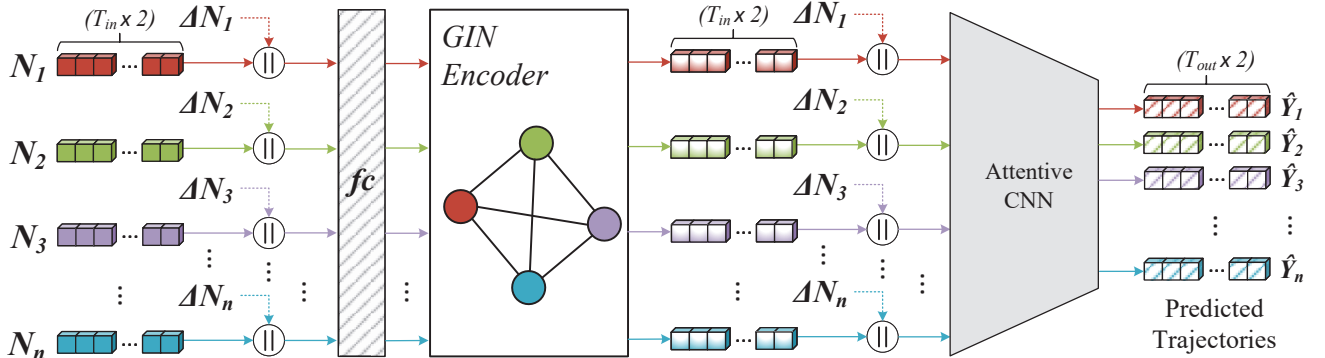 (T_in x 2)
ΔN_1
GIN
Encoder
(T_in x 2)
ΔN_1
(T_out x 2)
N_1
||
||
Ŷ_1
ΔN_2
ΔN_2
N_2
||
||
Ŷ_2
fc
Attentive
CNN
Ŷ_3
ΔN_3
ΔN_3
N_3
||
||
Ŷ_n
ΔN_n
ΔN_n
Predicted
Trajectories
N_n
||
||